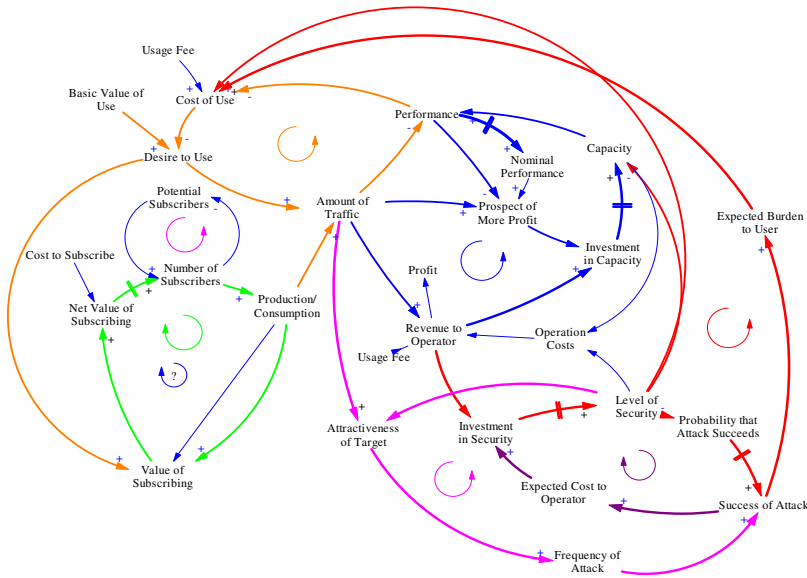 Usage Fee
Basic Value of
Use
Cost of Use
+
+
-
Performance
-
+
+
-
Desire to Use
Nominal
Performance
+
Capacity
+
-
Potential
Subscribers
-
+
Amount of
Traffic
+
-
+
Prospect of
More Profit
Expected Burden
to User
+
Cost to Subscribe
+
Number of
Subscribers
+
+
Investment
in Capacity
+
Profit
+
Net Value of
Subscribing
+
Production/
Consumption
Revenue to
Operator
Operation
Costs
Usage Fee
?
Level of
Security
-
+
Probability that
Attack Succeeds
+
Attractiveness
of Target
Investment
in Security
+
+
+
Value of
Subscribing
Expected Cost to
Operator
+
+
Success of Attack
+
+
Frequency of
Attack